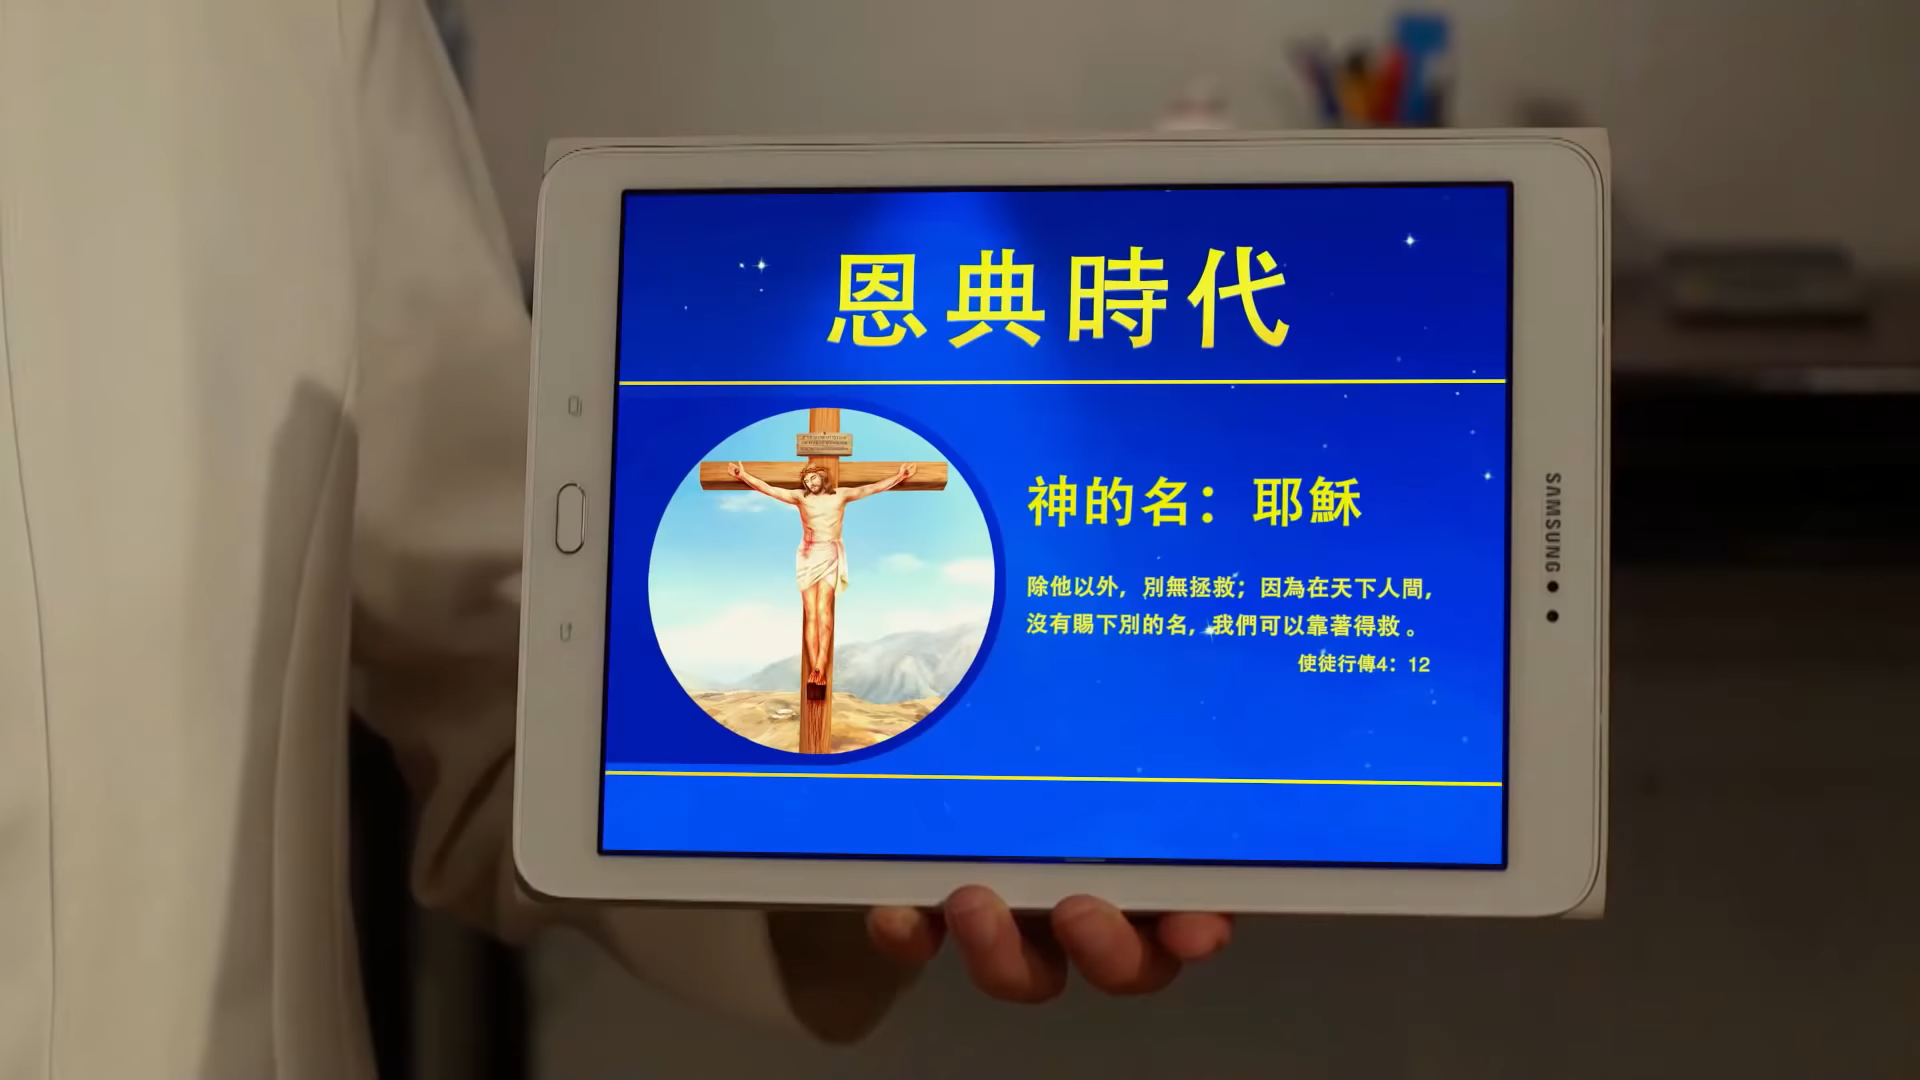 恩典時代
神的名：耶穌
除他以外，別無拯救；因為在天下人間，
沒有賜下別的名，我們可以靠著得救。
使徒行傳4：12
SAMSUNG